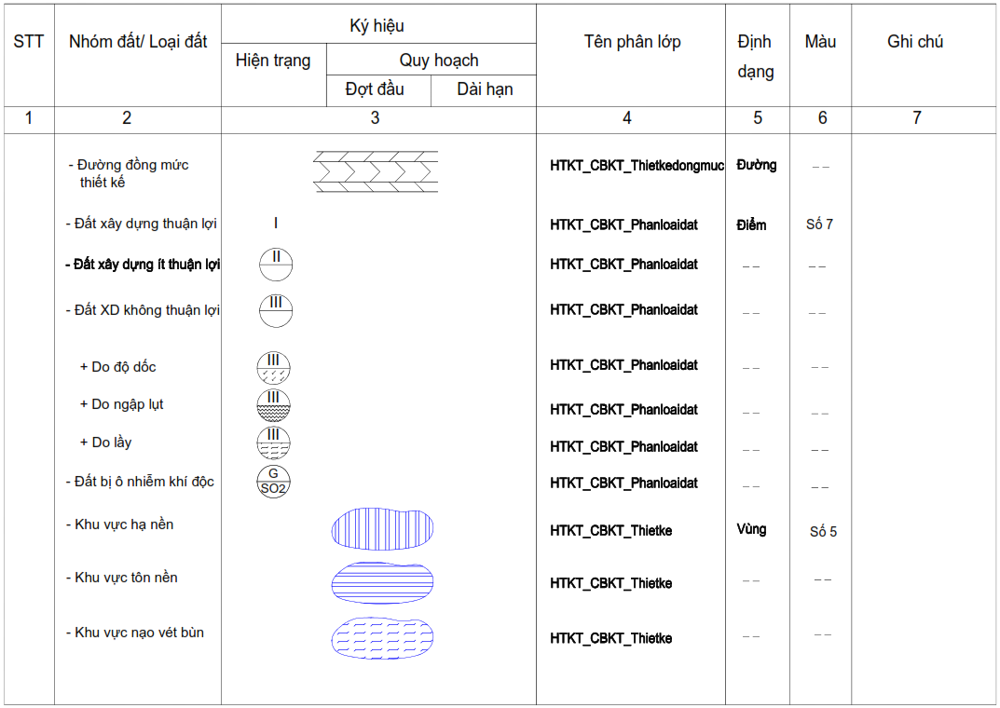 STT Nhóm đất/ Loại đất Ký hiệu Tên phân lớp Định dạng Màu Ghi chú
Hiện trạng Quy hoạch
Đợt đầu Dài hạn
1 2 3 4 5 6 7
- Đường đồng mức thiết kế HTKT_CBKT_Thietkedongmuc Đường _ _
- Đất xây dựng thuận lợi I HTKT_CBKT_Phanloaidat Điểm Số 7
- Đất xây dựng ít thuận lợi II HTKT_CBKT_Phanloaidat _ _ _ _
- Đất XD không thuận lợi III HTKT_CBKT_Phanloaidat _ _ _ _
+ Do độ dốc III HTKT_CBKT_Phanloaidat _ _ _ _
+ Do ngập lụt III HTKT_CBKT_Phanloaidat _ _ _ _
+ Do lầy III HTKT_CBKT_Phanloaidat _ _ _ _
- Đất bị ô nhiễm khí độc G SO2 HTKT_CBKT_Phanloaidat _ _ _ _
- Khu vực hạ nền HTKT_CBKT_Thietke Vùng Số 5
- Khu vực tôn nền HTKT_CBKT_Thietke _ _ _ _
- Khu vực nạo vét bùn HTKT_CBKT_Thietke _ _ _ _